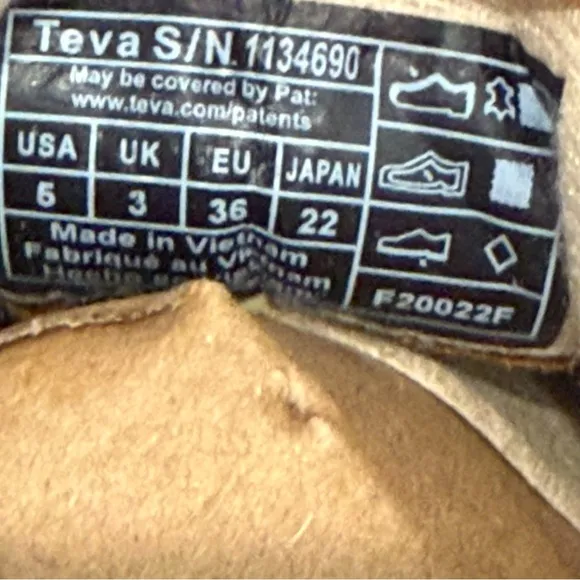 Teva S/N. 1134690
May be covered by Pat:
www.teva.com/patents
USA UK EU JAPAN
5 3 36 22
Made in Vietnam
Fabriqué au Vietnam
Hecho
F20022F